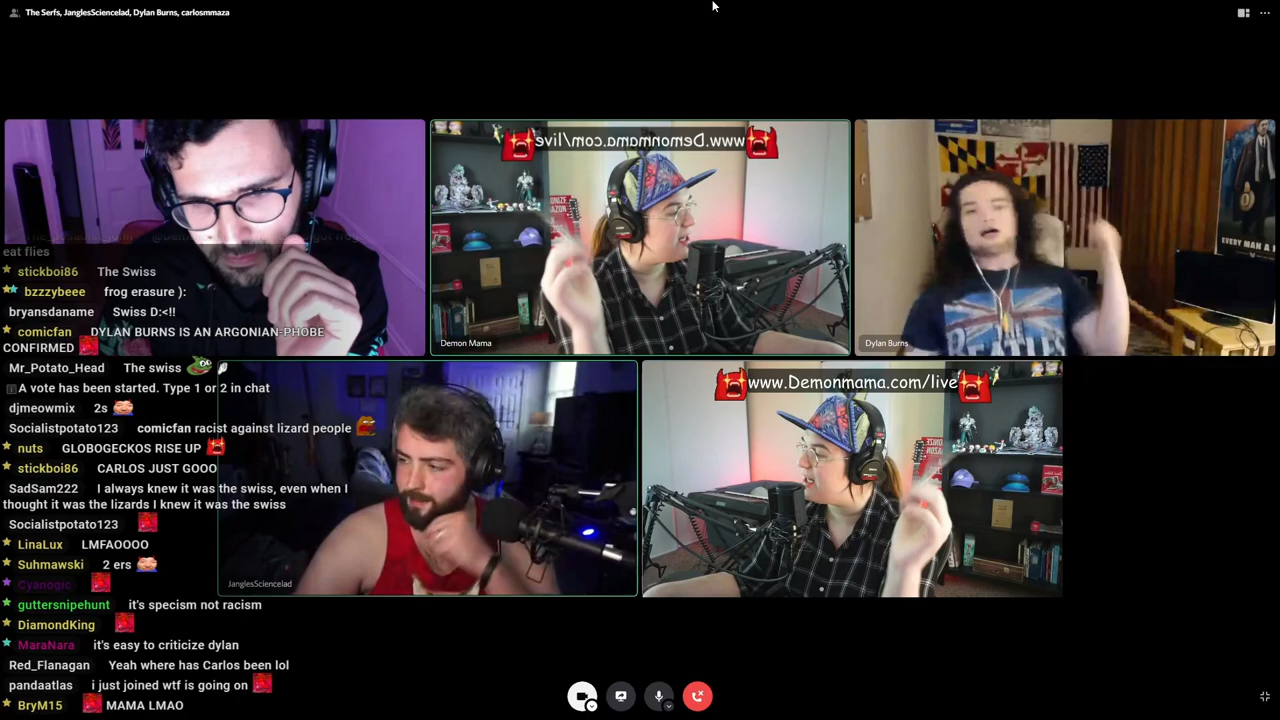 The Serfs, JanglesSciencelad, Dylan Burns, carlosmmaza
www.Demonmama.com/live
eat flies
stickboi86 The Swiss
bzzzybeee frog erasure ):
bryansdaname Swiss D:<!!
comicfan DYLAN BURNS IS AN ARGONIAN-PHOBE
CONFIRMED
Mr_Potato_Head The swiss
A vote has been started. Type 1 or 2 in chat
djmeowmix 2s
Socialistpotato123 comicfan racist against lizard people
nuts GLOBOGECKOS RISE UP
stickboi86 CARLOS JUST GOOO
SadSam222 I always knew it was the swiss, even when I
thought it was the lizards I knew it was the swiss
Socialistpotato123
LinaLux LMFAOOOO
Suhmawski 2 ers
Cyanogic
guttersnipehunt it's specism not racism
DiamondKing
MaraNara it's easy to criticize dylan
Red_Flanagan Yeah where has Carlos been lol
pandaatlas i just joined wtf is going on
BryM15 MAMA LMAO
Demon Mama
Dylan Burns
EVERY MAN A
JanglesSciencelad
www.Demonmama.com/live